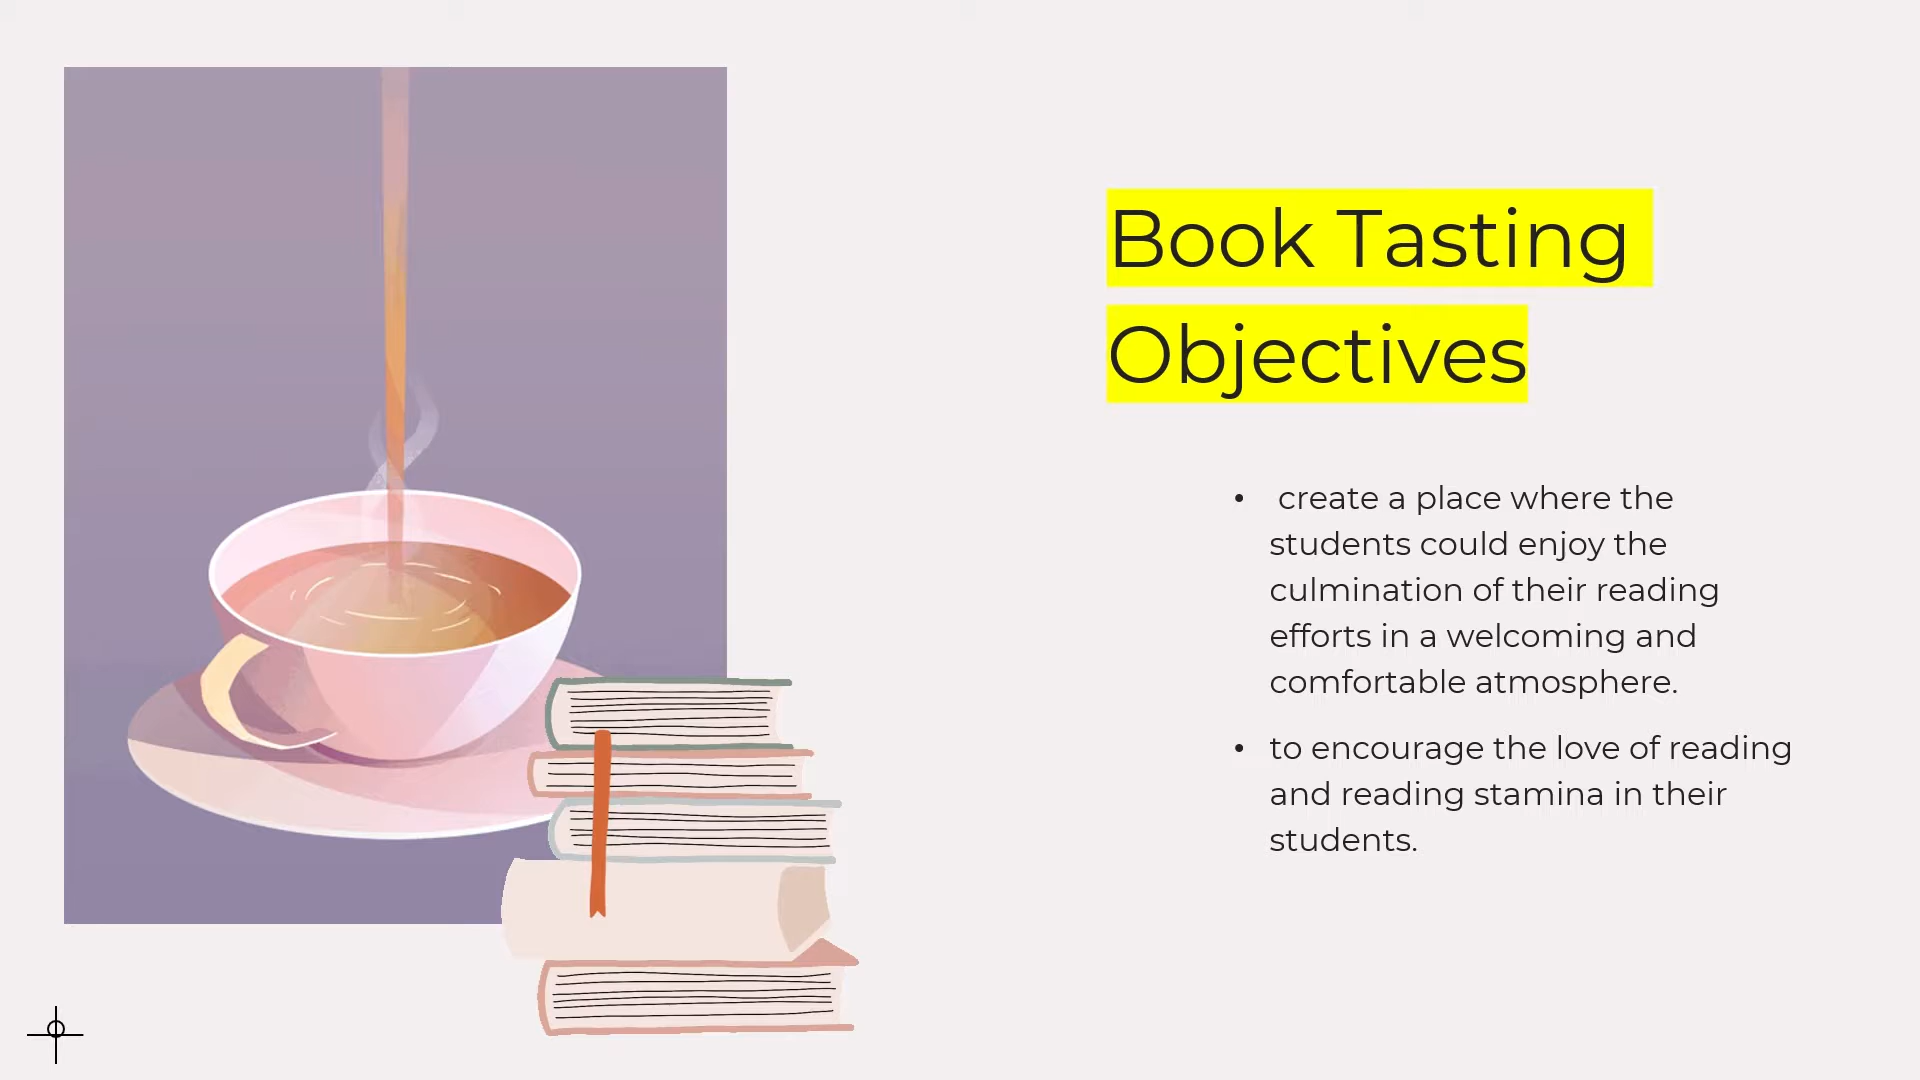 Book Tasting
Objectives
• create a place where the
students could enjoy the
culmination of their reading
efforts in a welcoming and
comfortable atmosphere.
• to encourage the love of reading
and reading stamina in their
students.